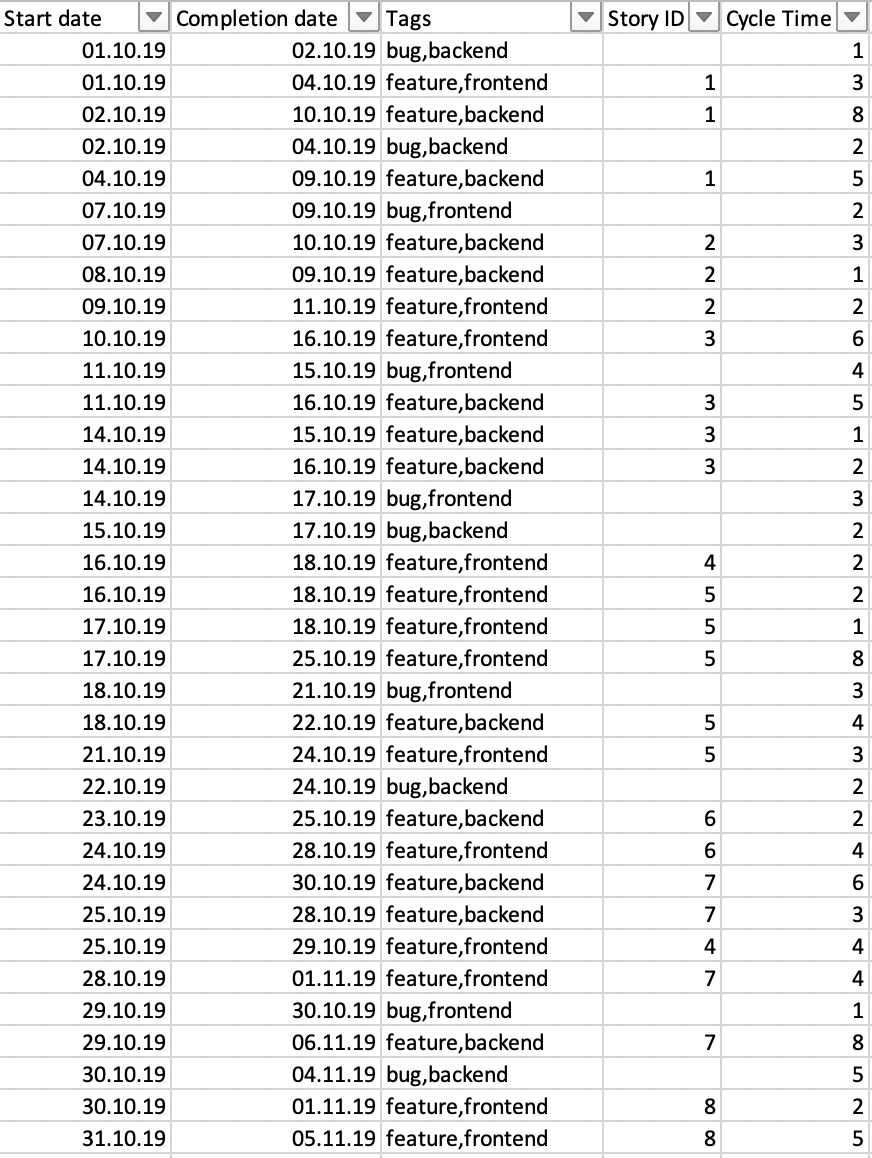 Start date Completion date Tags Story ID Cycle Time
01.10.19 02.10.19 bug,backend 1
01.10.19 04.10.19 feature,frontend 1 3
02.10.19 10.10.19 feature,backend 1 8
02.10.19 04.10.19 bug,backend 2
04.10.19 09.10.19 feature,backend 1 5
07.10.19 09.10.19 bug,frontend 2
07.10.19 10.10.19 feature,backend 2 3
08.10.19 09.10.19 feature,backend 2 1
09.10.19 11.10.19 feature,frontend 2 2
10.10.19 16.10.19 feature,frontend 3 6
11.10.19 15.10.19 bug,frontend 4
11.10.19 16.10.19 feature,backend 3 5
14.10.19 15.10.19 feature,backend 3 1
14.10.19 16.10.19 feature,backend 3 2
14.10.19 17.10.19 bug,frontend 3
15.10.19 17.10.19 bug,backend 2
16.10.19 18.10.19 feature,frontend 4 2
16.10.19 18.10.19 feature,frontend 5 2
17.10.19 18.10.19 feature,frontend 5 1
17.10.19 25.10.19 feature,frontend 5 8
18.10.19 21.10.19 bug,frontend 3
18.10.19 22.10.19 feature,backend 5 4
21.10.19 24.10.19 feature,frontend 5 3
22.10.19 24.10.19 bug,backend 2
23.10.19 25.10.19 feature,backend 6 2
24.10.19 28.10.19 feature,frontend 6 4
24.10.19 30.10.19 feature,backend 7 6
25.10.19 28.10.19 feature,backend 7 3
25.10.19 29.10.19 feature,frontend 4 4
28.10.19 01.11.19 feature,frontend 7 4
29.10.19 30.10.19 bug,frontend 1
29.10.19 06.11.19 feature,backend 7 8
30.10.19 04.11.19 bug,backend 5
30.10.19 01.11.19 feature,frontend 8 2
31.10.19 05.11.19 feature,frontend 8 5